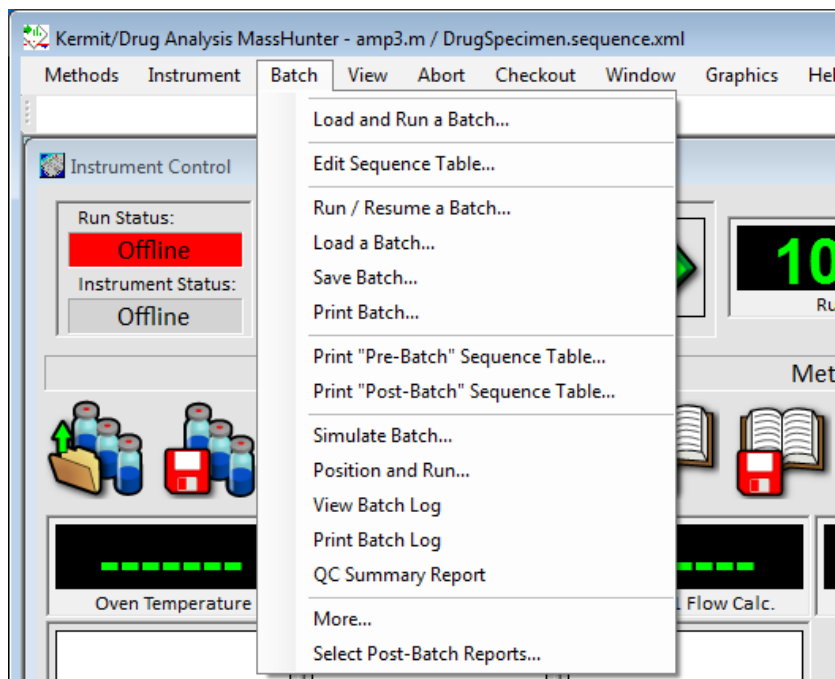 Kermit/Drug Analysis MassHunter - amp3.m / DrugSpecimen.sequence.xml
Methods Instrument Batch View Abort Checkout Window Graphics
Load and Run a Batch...
Edit Sequence Table...
Instrument Control
Run / Resume a Batch...
Run Status:
Offline
Load a Batch...
Save Batch...
Instrument Status:
Offline
Print Batch...
10
Print "Pre-Batch" Sequence Table...
Print "Post-Batch" Sequence Table...
Simulate Batch...
Position and Run...
View Batch Log
Print Batch Log
QC Summary Report
Oven Temperature
Flow Calc.
More...
Select Post-Batch Reports...